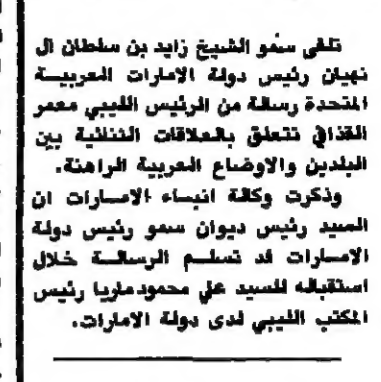 تلقى سمو الشيخ زايد بن سلطان ال
نهيان رئيس دولة الامارات العربية
المتحدة رسالة من الرئيس الليبي معمر
القذافي تتعلق بالعلاقات الثنائية بين
البلدين والاوضاع العربية الراهنة.
وذكرت وكالة انباء الامارات ان
السيد رئيس ديوان سمو رئيس دولة
الامارات قد تسلم الرسالة خلال
استقباله للسيد علي محمود ماريا رئيس
المكتب الليبي لدى دولة الامارات.